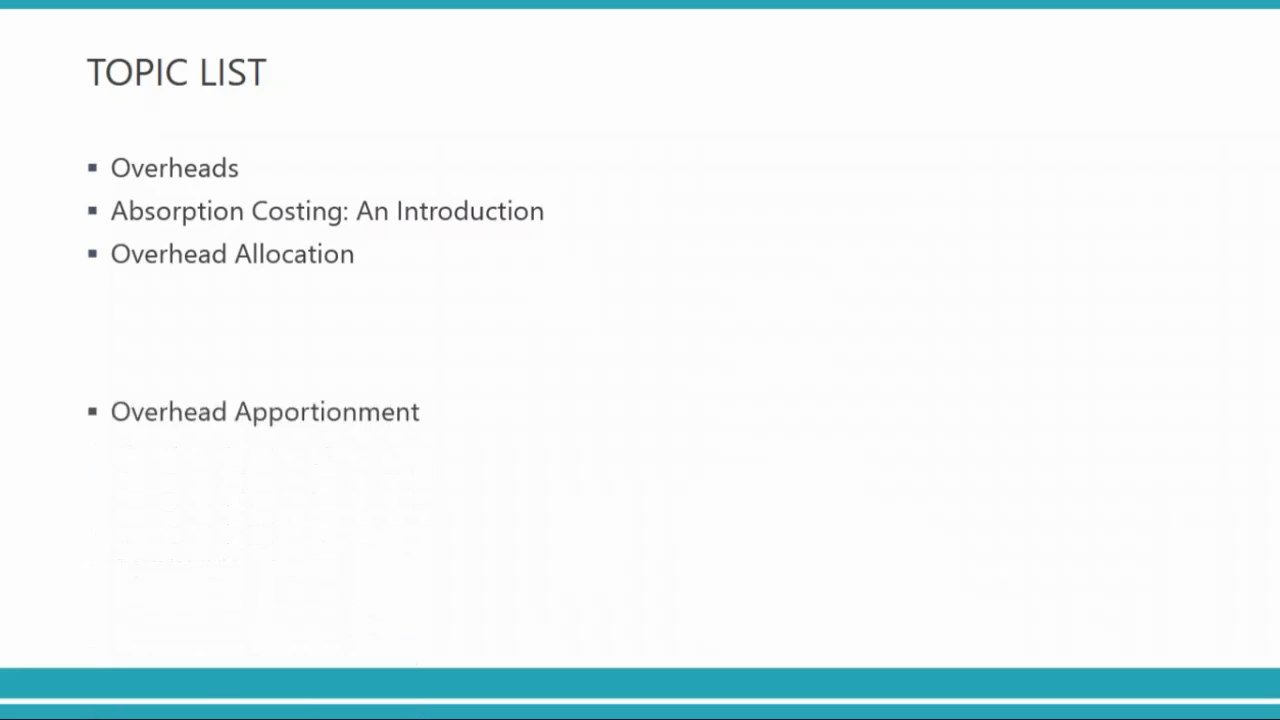 TOPIC LIST
▪ Overheads
▪ Absorption Costing: An Introduction
▪ Overhead Allocation
▪ Overhead Apportionment